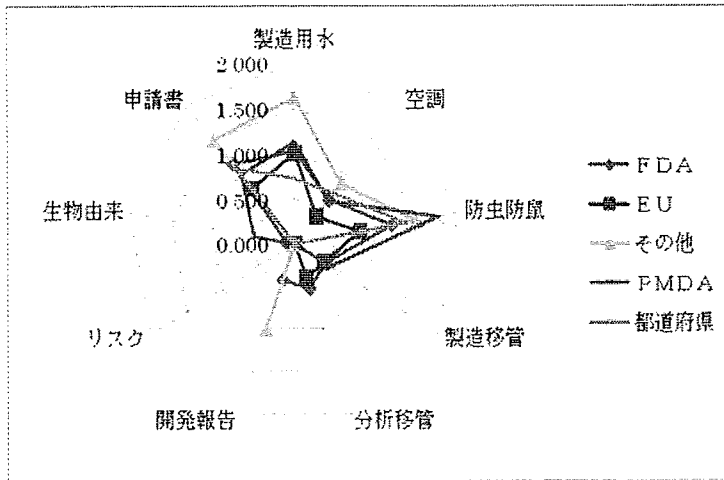 製造用水
空調
防虫防鼠
製造移管
分析移管
開発報告
リスク
生物由来
申請書
2.000
1.500
1.000
0.500
0.000
FDA
EU
その他
PMDA
都道府県